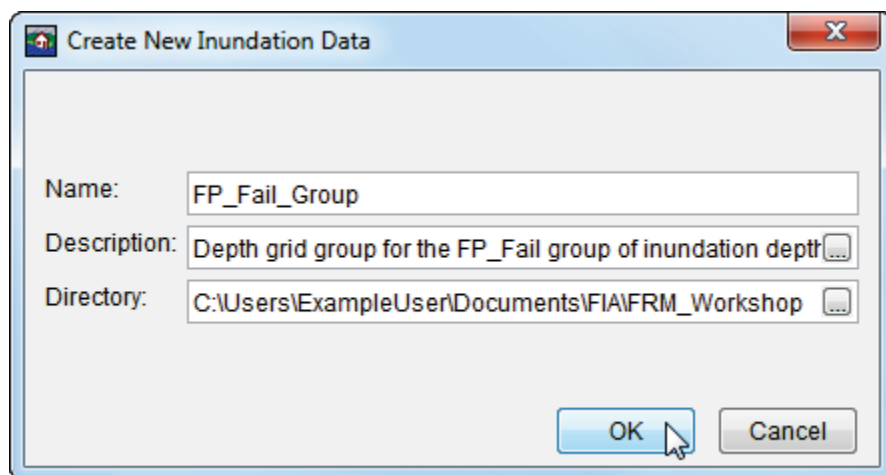 Create New Inundation Data
Name: FP_Fail_Group
Description: Depth grid group for the FP_Fail group of inundation depth ...
Directory: C:\Users\ExampleUser\Documents\FIA\FRM_Workshop ...
OK Cancel